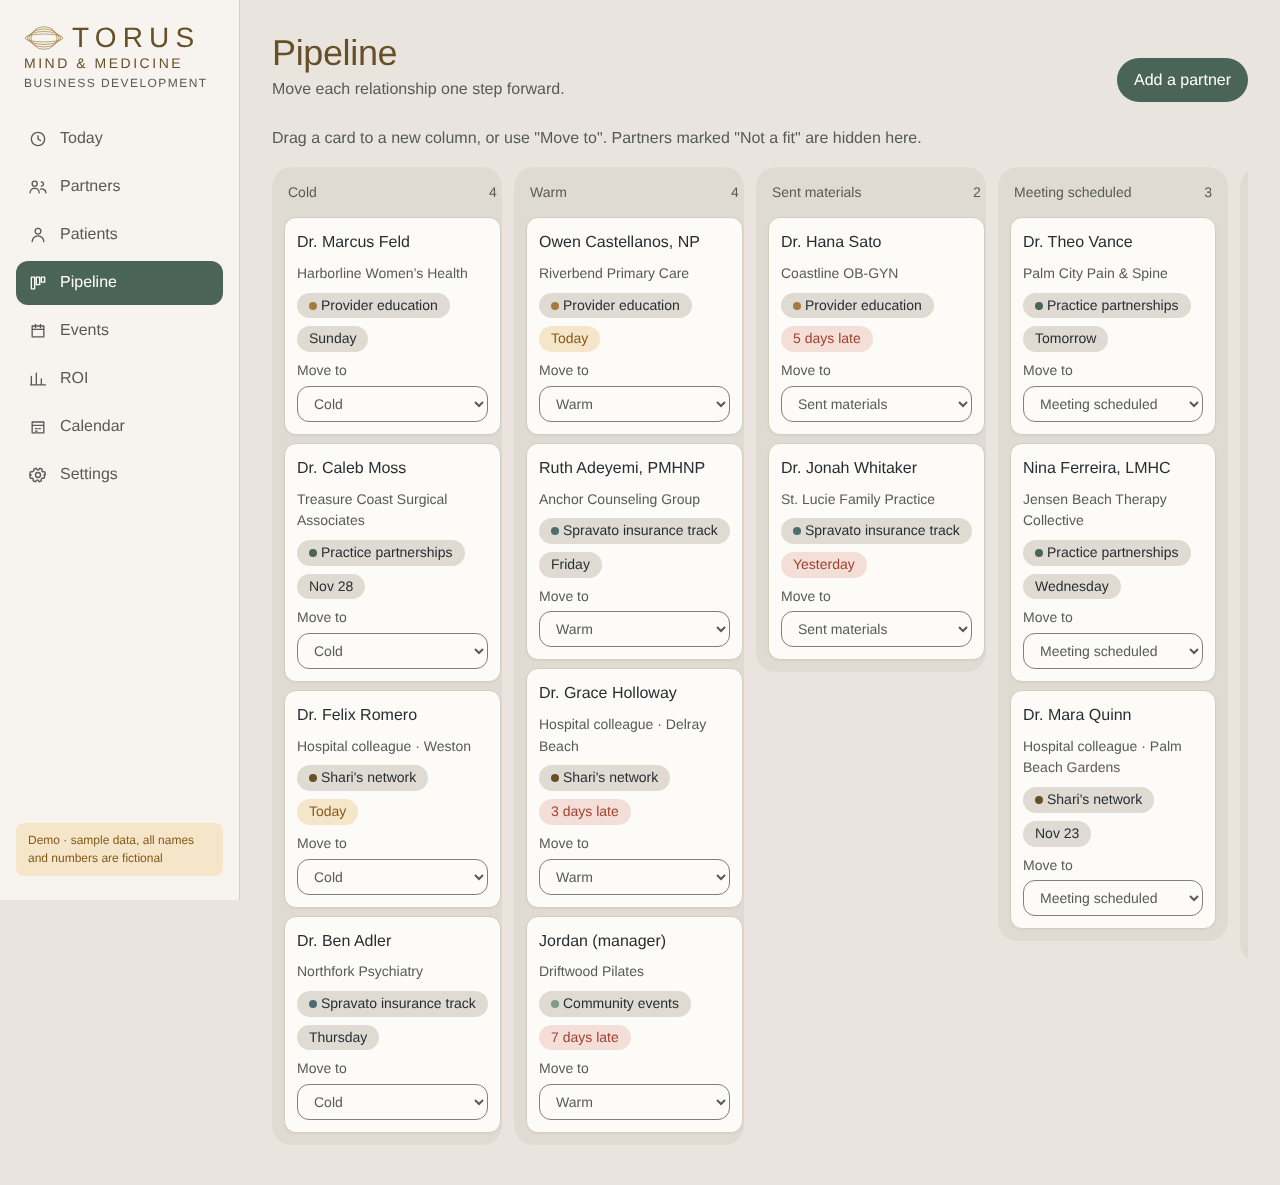 TORUS
MIND & MEDICINE
BUSINESS DEVELOPMENT
Today
Partners
Patients
Pipeline
Events
ROI
Calendar
Settings
Demo · sample data, all names
and numbers are fictional
Pipeline
Move each relationship one step forward.
Add a partner
Drag a card to a new column, or use "Move to". Partners marked "Not a fit" are hidden here.
Cold 4
Dr. Marcus Feld
Harborline Women's Health
Provider education
Sunday
Move to
Cold
Dr. Caleb Moss
Treasure Coast Surgical
Associates
Practice partnerships
Nov 28
Move to
Cold
Dr. Felix Romero
Hospital colleague · Weston
Shari's network
Today
Move to
Cold
Dr. Ben Adler
Northfork Psychiatry
Spravato insurance track
Thursday
Move to
Cold
Warm 4
Owen Castellanos, NP
Riverbend Primary Care
Provider education
Today
Move to
Warm
Ruth Adeyemi, PMHNP
Anchor Counseling Group
Spravato insurance track
Friday
Move to
Warm
Dr. Grace Holloway
Hospital colleague · Delray
Beach
Shari's network
3 days late
Move to
Warm
Jordan (manager)
Driftwood Pilates
Community events
7 days late
Move to
Warm
Sent materials 2
Dr. Hana Sato
Coastline OB-GYN
Provider education
5 days late
Move to
Sent materials
Dr. Jonah Whitaker
St. Lucie Family Practice
Spravato insurance track
Yesterday
Move to
Sent materials
Meeting scheduled 3
Dr. Theo Vance
Palm City Pain & Spine
Practice partnerships
Tomorrow
Move to
Meeting scheduled
Nina Ferreira, LMHC
Jensen Beach Therapy
Collective
Practice partnerships
Wednesday
Move to
Meeting scheduled
Dr. Mara Quinn
Hospital colleague · Palm
Beach Gardens
Shari's network
Nov 23
Move to
Meeting scheduled